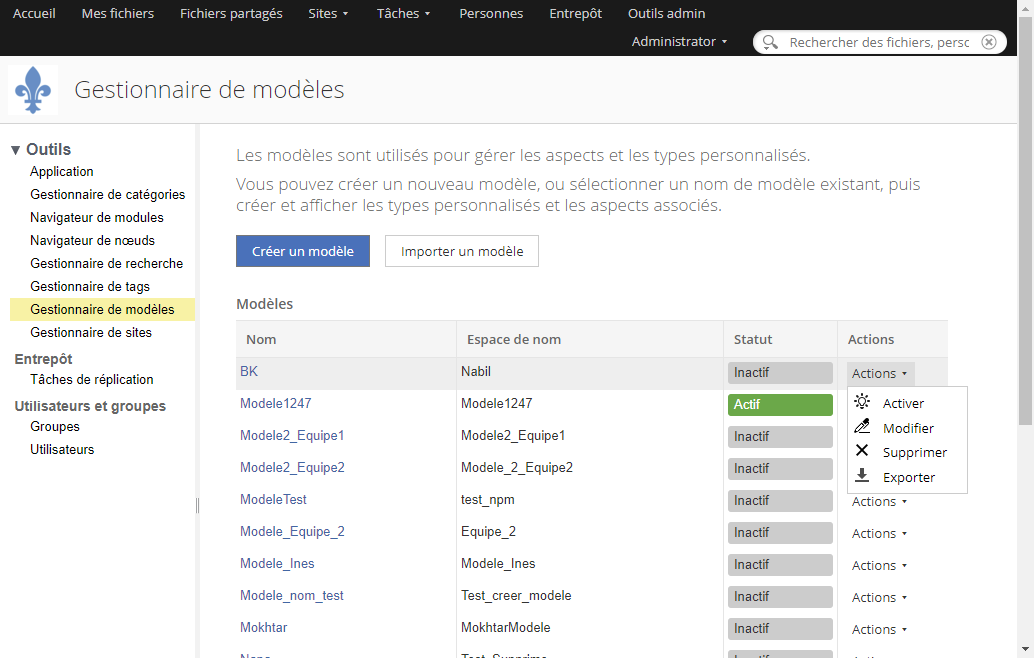 Accueil Mes fichiers Fichiers partagés Sites Tâches Personnes Entrepôt Outils admin
Administrator Rechercher des fichiers, persc
Gestionnaire de modèles
Outils
Application
Gestionnaire de catégories
Navigateur de modules
Navigateur de nœuds
Gestionnaire de recherche
Gestionnaire de tags
Gestionnaire de modèles
Gestionnaire de sites
Entrepôt
Tâches de réplication
Utilisateurs et groupes
Groupes
Utilisateurs
Les modèles sont utilisés pour gérer les aspects et les types personnalisés.
Vous pouvez créer un nouveau modèle, ou sélectionner un nom de modèle existant, puis
créer et afficher les types personnalisés et les aspects associés.
Créer un modèle Importer un modèle
Modèles
Nom Espace de nom Statut Actions
BK Nabil Inactif Actions
Modele1247 Modele1247 Actif
Modele2_Equipe1 Modele2_Equipe1 Inactif
Modele2_Equipe2 Modele_2_Equipe2 Inactif
Activer
Modifier
Supprimer
Exporter
ModeleTest test_npm Inactif Actions
Modele_Equipe_2 Equipe_2 Inactif Actions
Modele_Ines Modele_Ines Inactif Actions
Modele_nom_test Test_creer_modele Inactif Actions
Mokhtar MokhtarModele Inactif Actions